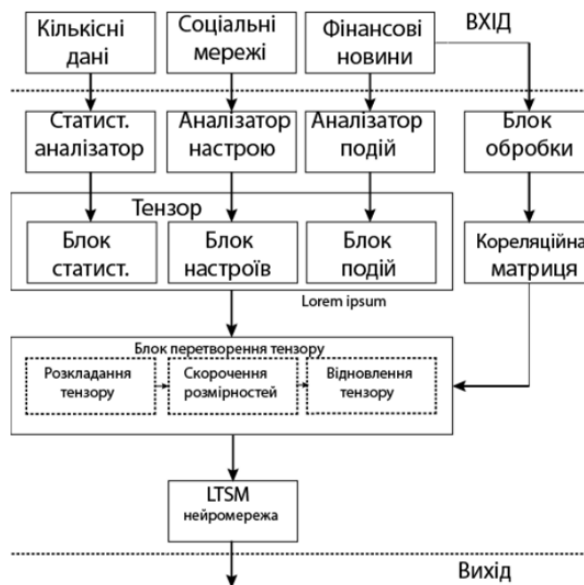 Кількісні
дані
Соціальні
мережі
Фінансові
новини
ВХІД
Статист.
аналізатор
Аналізатор
настрою
Аналізатор
подій
Блок
обробки
Тензор
Блок
статист.
Блок
настроїв
Блок
подій
Кореляційна
матриця
Lorem ipsum
Блок перетворення тензору
Розкладання
тензору
Скорочення
розмірностей
Відновлення
тензору
LTSM
нейромережа
Вихід